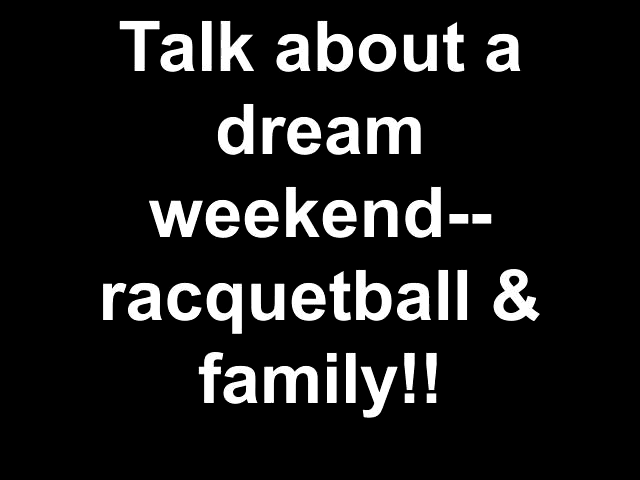 Talk about a
dream
weekend--
racquetball &
family!!